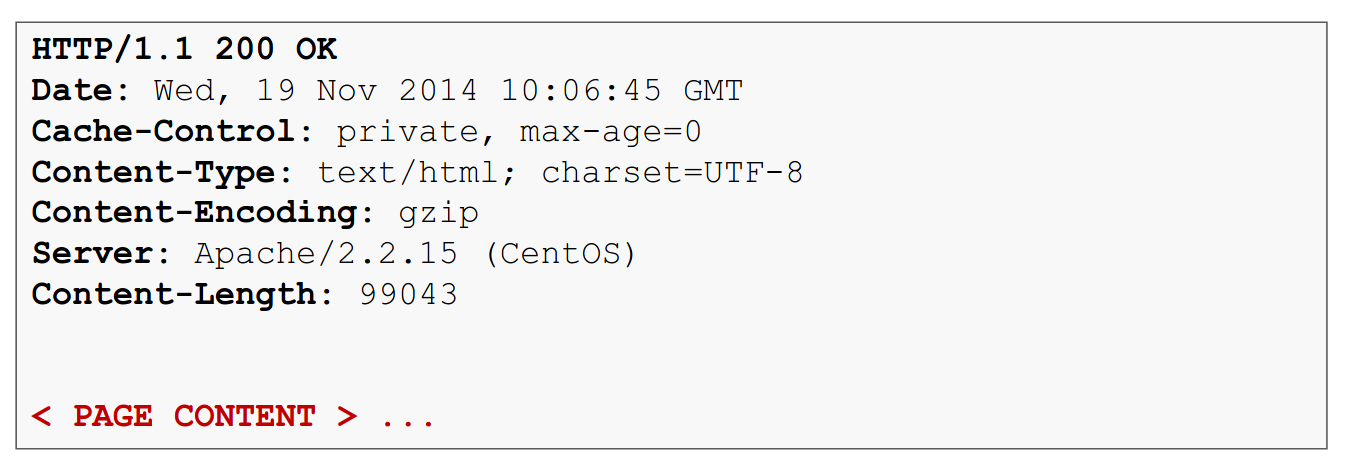 HTTP/1.1 200 OK
Date: Wed, 19 Nov 2014 10:06:45 GMT
Cache-Control: private, max-age=0
Content-Type: text/html; charset=UTF-8
Content-Encoding: gzip
Server: Apache/2.2.15 (CentOS)
Content-Length: 99043
< PAGE CONTENT > ...